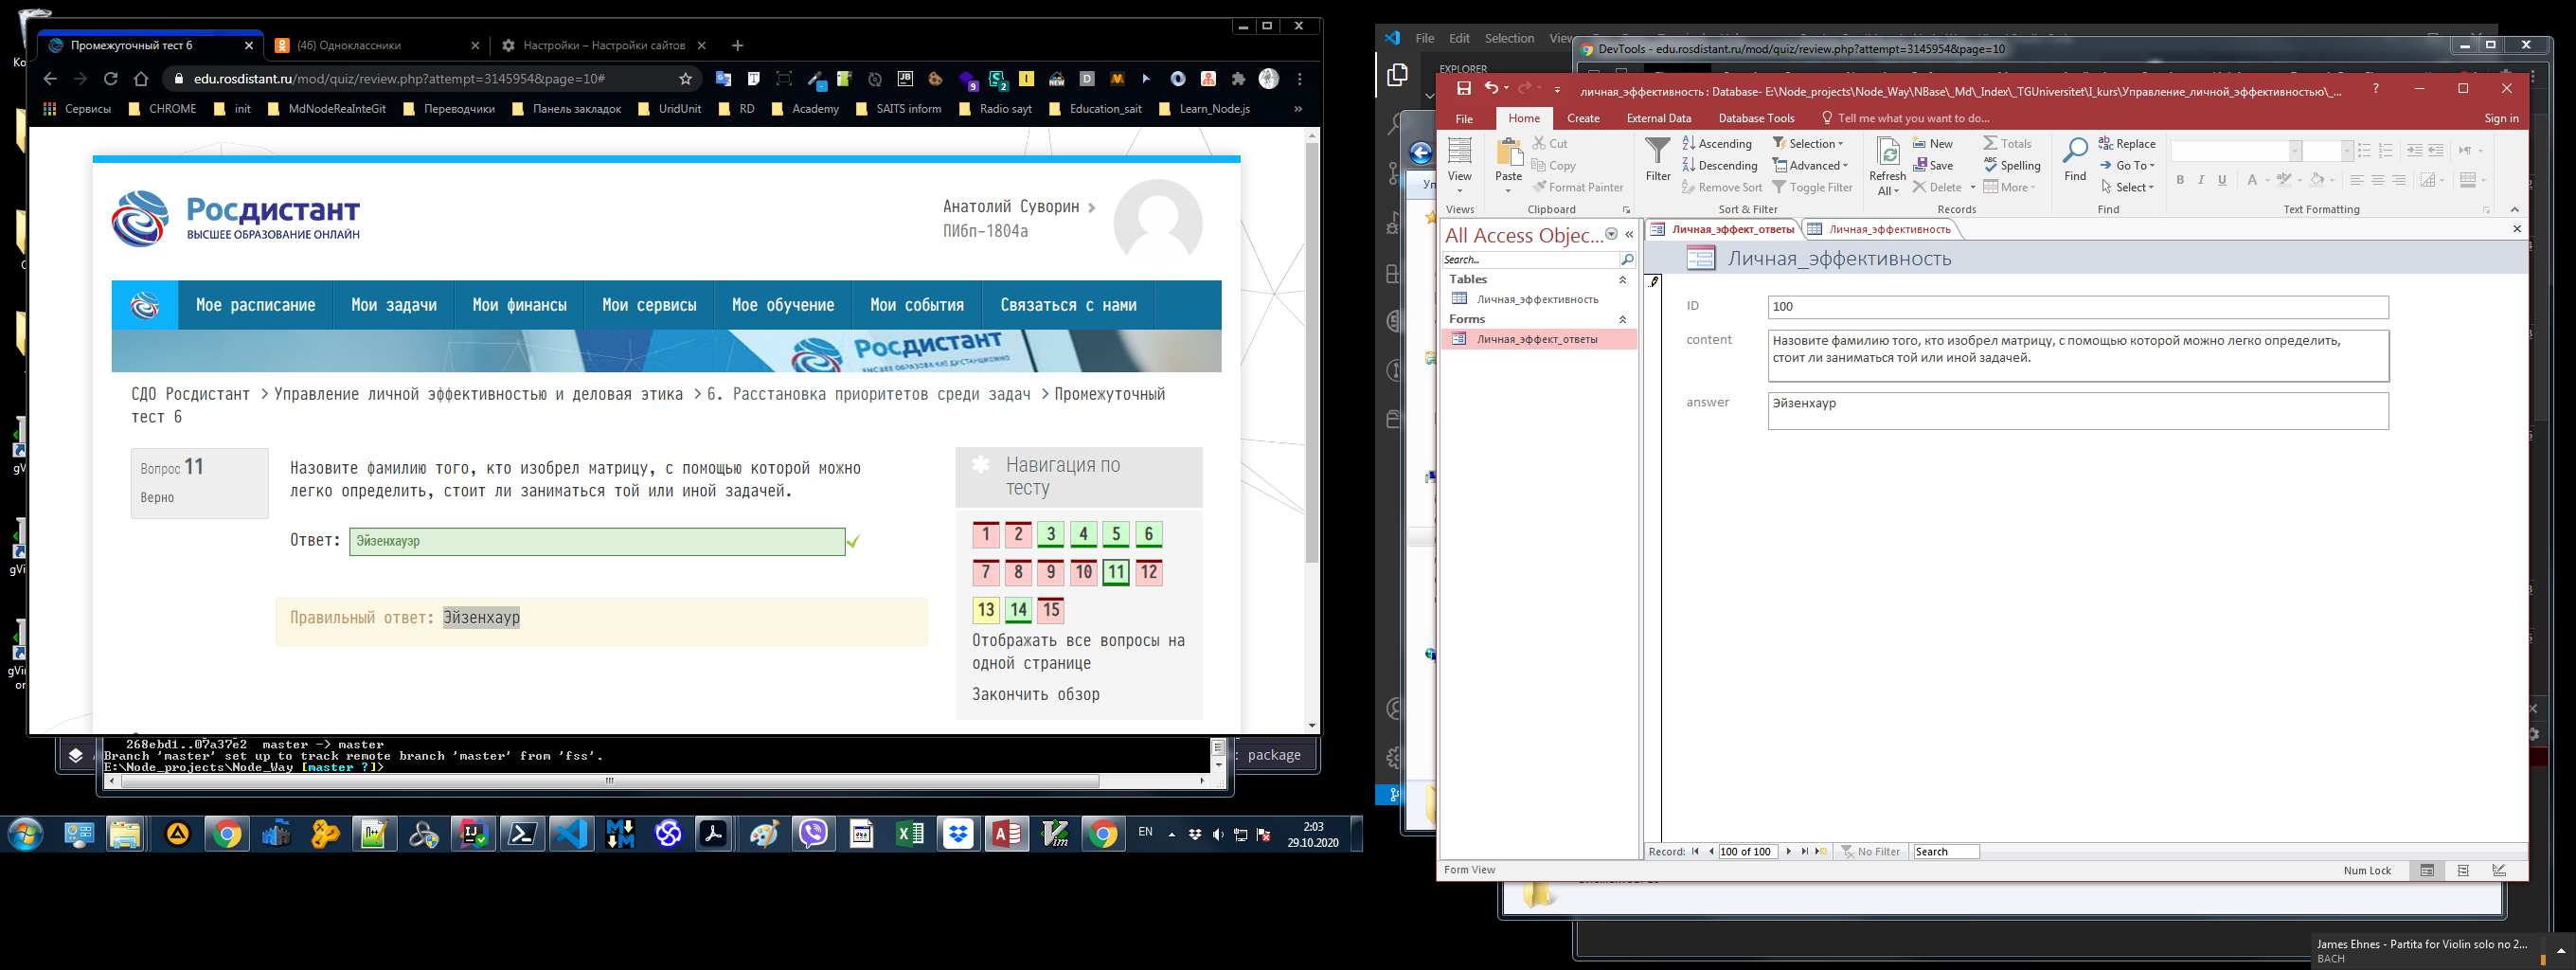 Промежуточный тест 6
(46) Одноклассники
Настройки – Настройки сайтов
edu.rosdistant.ru/mod/quiz/review.php?attempt=3145954&page=10#
Сервисы CHROME init MdNodeReaInteGit Переводчики Панель закладок UridUnit RD Academy SAITS inform Radio sayt Education_sait Learn_Node.js »
Росдистант
ВЫСШЕЕ ОБРАЗОВАНИЕ ОНЛАЙН
Анатолий Суворин
ПИбп-1804а
Мое расписание Мои задачи Мои финансы Мои сервисы Мое обучение Мои события Связаться с нами
Росдистант
СДО Росдистант > Управление личной эффективностью и деловая этика > 6. Расстановка приоритетов среди задач > Промежуточный
тест 6
Вопрос 11
Верно
Назовите фамилию того, кто изобрел матрицу, с помощью которой можно
легко определить, стоит ли заниматься той или иной задачей.
Ответ: Эйзенхауэр
Правильный ответ: Эйзенхаур
Навигация по
тесту
1 2 3 4 5 6
7 8 9 10 11 12
13 14 15
Отображать все вопросы на
одной странице
Закончить обзор
268ebd1..07a37e2 master -> master
Branch 'master' set up to track remote branch 'master' from 'fss'.
E:\Node_projects\Node_Way [master ?]>
: package
EN
2:03
29.10.2020
File Edit Selection
EXPLORER
DevTools - edu.rosdistant.ru/mod/quiz/review.php?attempt=3145954&page=10
личная_эффективность : Database- E:\Node_projects\Node_Way\NBase\_Md\_Index\_TGUniversitet\I_kurs\Управление_личной_эффективностью\_...
File Home Create External Data Database Tools Tell me what you want to do... Sign in
View
Views
Paste
Cut
Copy
Format Painter
Clipboard
Filter
Ascending
Descending
Remove Sort
Selection
Advanced
Toggle Filter
Sort & Filter
Refresh
All
New
Save
Delete
Totals
Spelling
More
Records
Find
Replace
Go To
Select
Find
B I U A
Text Formatting
All Access Objec...
Search...
Tables
Личная_эффективность
Forms
Личная_эффект_ответы
Личная_эффект_ответы Личная_эффективность
Личная_эффективность
ID 100
content Назовите фамилию того, кто изобрел матрицу, с помощью которой можно легко определить,
стоит ли заниматься той или иной задачей.
answer Эйзенхаур
Record: 100 of 100 No Filter Search
Form View
Num Lock
James Ehnes - Partita for Violin solo no 2...
BACH